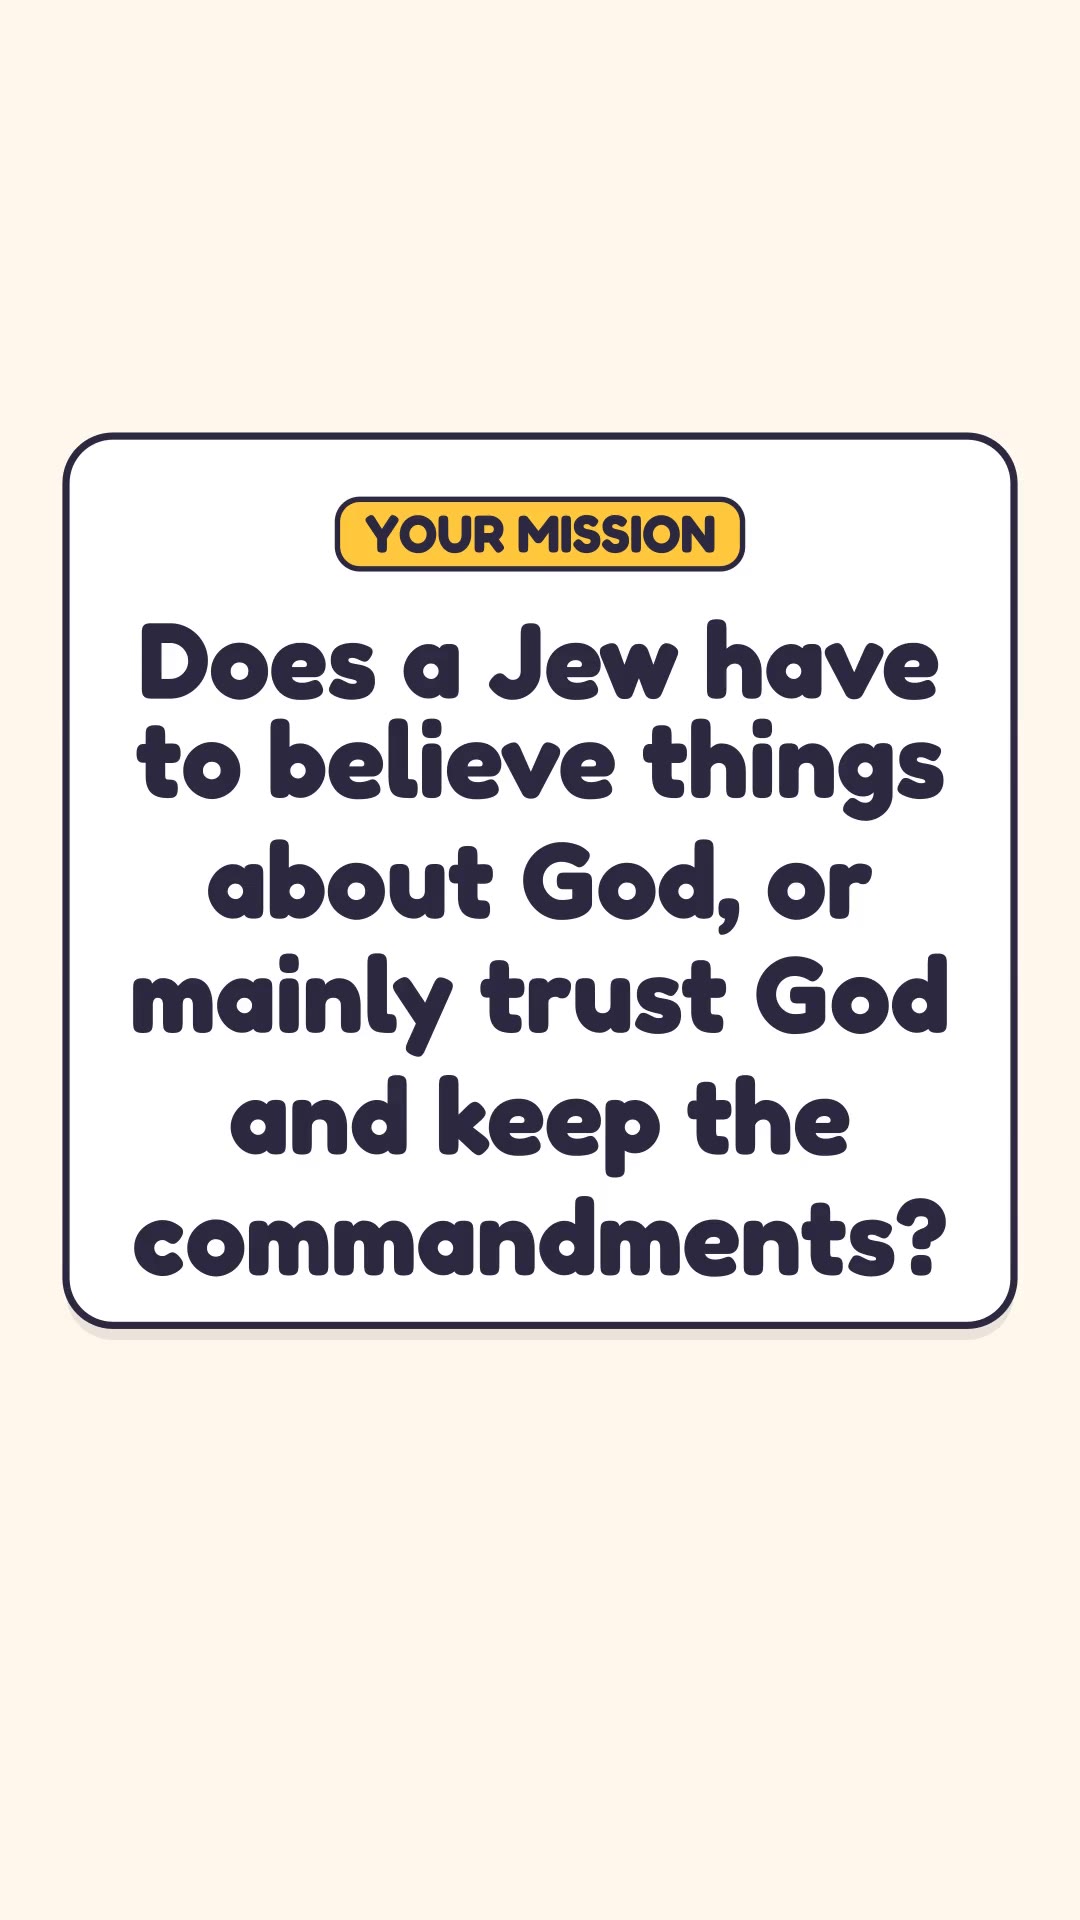 YOUR MISSION
Does a Jew have
to believe things
about God, or
mainly trust God
and keep the
commandments?